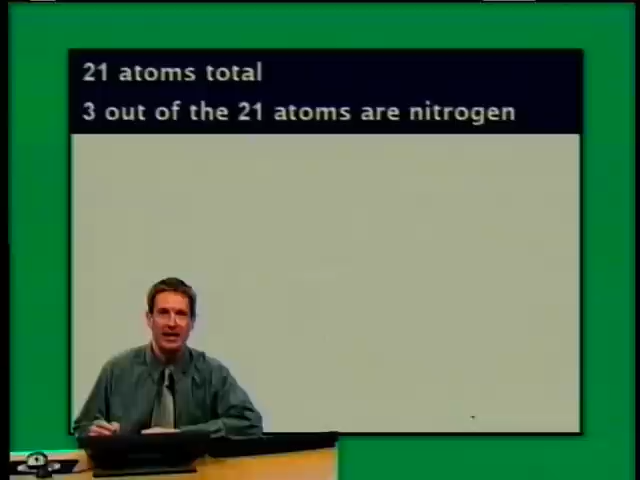 21 atoms total
3 out of the 21 atoms are nitrogen